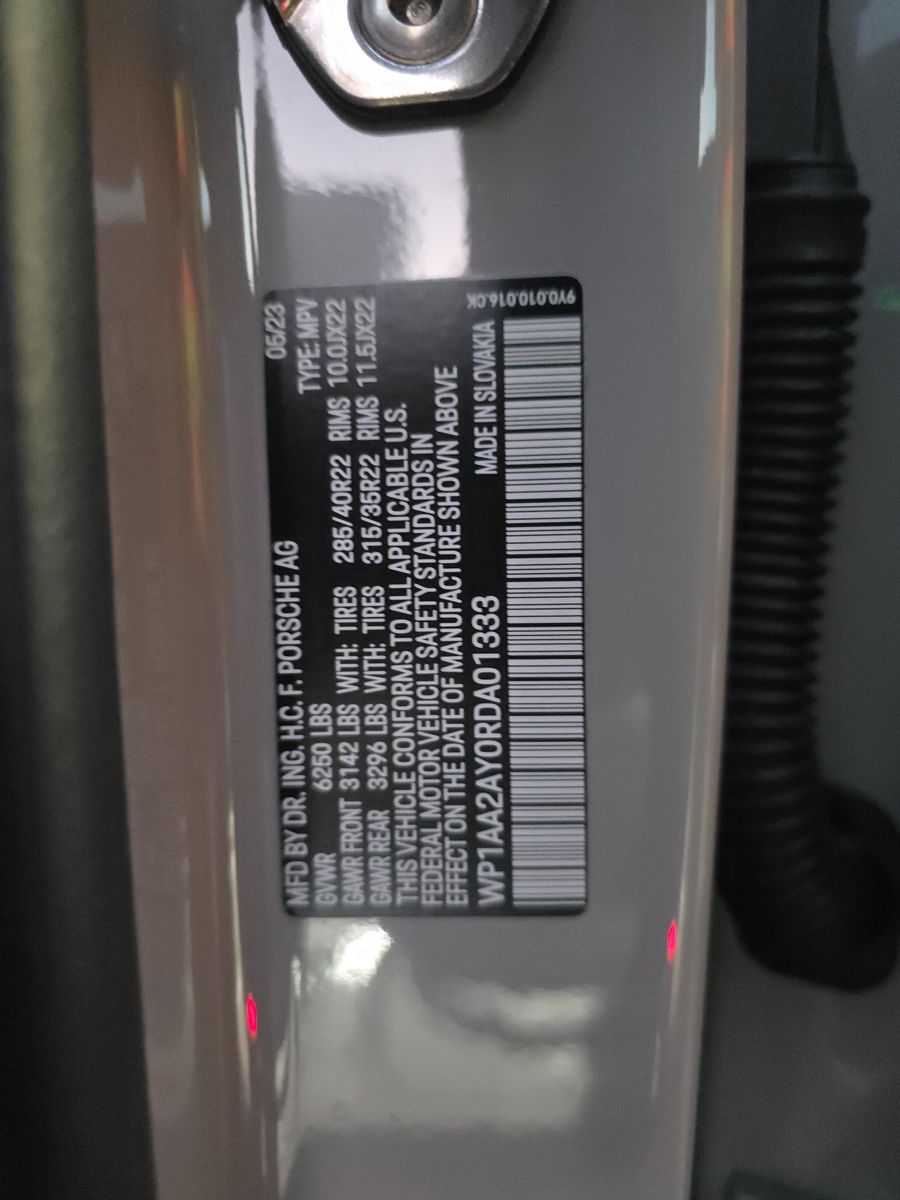 MFD BY DR. ING. H.C. F. PORSCHE AG 05/23
GVWR 6250 LBS TYPE: MPV
GAWR FRONT 3142 LBS WITH: TIRES 285/40R22 RIMS 10.0JX22
GAWR REAR 3296 LBS WITH: TIRES 315/35R22 RIMS 11.5JX22
THIS VEHICLE CONFORMS TO ALL APPLICABLE U.S.
FEDERAL MOTOR VEHICLE SAFETY STANDARDS IN
EFFECT ON THE DATE OF MANUFACTURE SHOWN ABOVE
WP1AA2AY0RDA01333 MADE IN SLOVAKIA
9Y0.010.016.CK